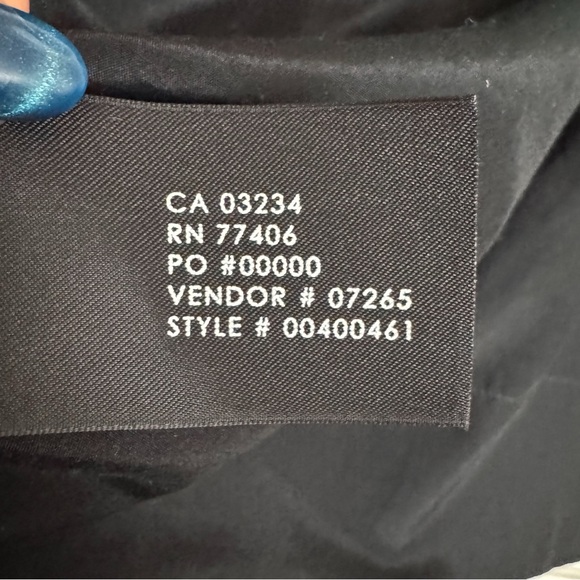 CA 03234
RN 77406
PO #00000
VENDOR # 07265
STYLE # 00400461